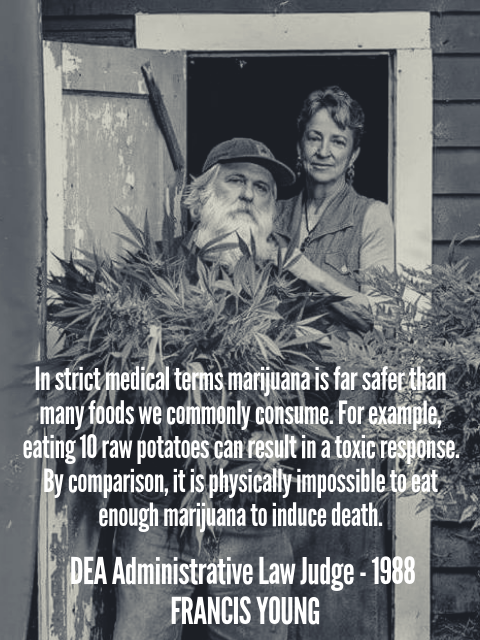 In strict medical terms marijuana is far safer than
many foods we commonly consume. For example,
eating 10 raw potatoes can result in a toxic response.
By comparison, it is physically impossible to eat
enough marijuana to induce death.
DEA Administrative Law Judge - 1988
FRANCIS YOUNG